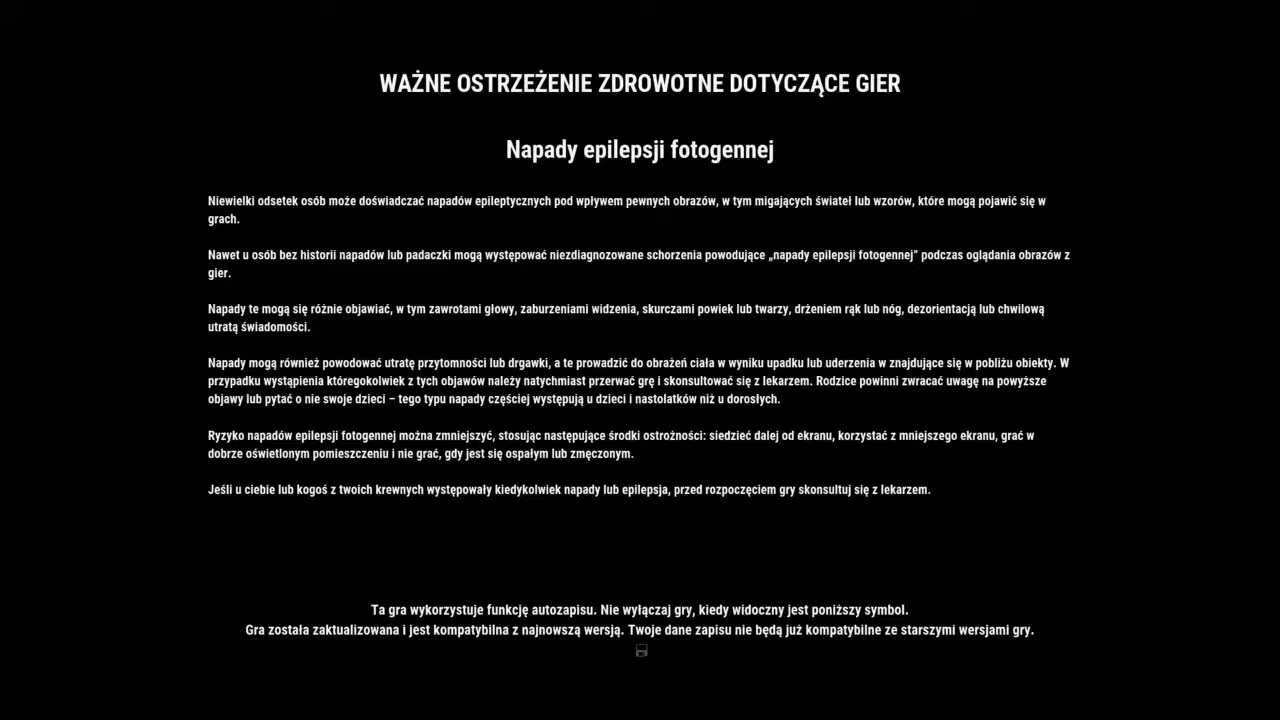 WAŻNE OSTRZEŻENIE ZDROWOTNE DOTYCZĄCE GIER
Napady epilepsji fotogennej
Niewielki odsetek osób może doświadczać napadów epileptycznych pod wpływem pewnych obrazów, w tym migających świateł lub wzorów, które mogą pojawić się w
grach.
Nawet u osób bez historii napadów lub padaczki mogą występować niezdiagnozowane schorzenia powodujące „napady epilepsji fotogennej” podczas oglądania obrazów z
gier.
Napady te mogą się różnie objawiać, w tym zawrotami głowy, zaburzeniami widzenia, skurczami powiek lub twarzy, drżeniem rąk lub nóg, dezorientacją lub chwilową
utratą świadomości.
Napady mogą również powodować utratę przytomności lub drgawki, a te prowadzić do obrażeń ciała w wyniku upadku lub uderzenia w znajdujące się w pobliżu obiekty. W
przypadku wystąpienia któregokolwiek z tych objawów należy natychmiast przerwać grę i skonsultować się z lekarzem. Rodzice powinni zwracać uwagę na powyższe
objawy lub pytać o nie swoje dzieci – tego typu napady częściej występują u dzieci i nastolatków niż u dorosłych.
Ryzyko napadów epilepsji fotogennej można zmniejszyć, stosując następujące środki ostrożności: siedzieć dalej od ekranu, korzystać z mniejszego ekranu, grać w
dobrze oświetlonym pomieszczeniu i nie grać, gdy jest się ospałym lub zmęczonym.
Jeśli u ciebie lub kogoś z twoich krewnych występowały kiedykolwiek napady lub epilepsja, przed rozpoczęciem gry skonsultuj się z lekarzem.
Ta gra wykorzystuje funkcję autozapisu. Nie wyłączaj gry, kiedy widoczny jest poniższy symbol.
Gra została zaktualizowana i jest kompatybilna z najnowszą wersją. Twoje dane zapisu nie będą już kompatybilne ze starszymi wersjami gry.